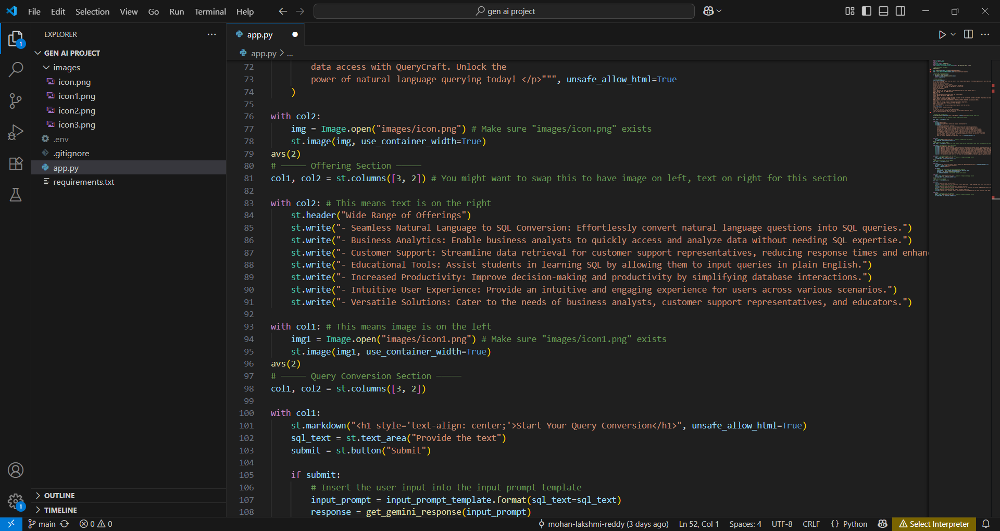 File Edit Selection View Go Run Terminal Help
gen ai project
EXPLORER
GEN AI PROJECT
images
icon.png
icon1.png
icon2.png
icon3.png
.env
.gitignore
app.py
requirements.txt
OUTLINE
TIMELINE
1
1
app.py
app.py > ...
72 data access with QueryCraft. Unlock the
73 power of natural language querying today! </p>""", unsafe_allow_html=True
74 )
75
76 with col2:
77 img = Image.open("images/icon.png") # Make sure "images/icon.png" exists
78 st.image(img, use_container_width=True)
79 avs(2)
80 # ───── Offering Section ─────
81 col1, col2 = st.columns([3, 2]) # You might want to swap this to have image on left, text on right for this section
82
83 with col2: # This means text is on the right
84 st.header("Wide Range of Offerings")
85 st.write("- Seamless Natural Language to SQL Conversion: Effortlessly convert natural language questions into SQL queries.")
86 st.write("- Business Analytics: Enable business analysts to quickly access and analyze data without needing SQL expertise.")
87 st.write("- Customer Support: Streamline data retrieval for customer support representatives, reducing response times and enhan
88 st.write("- Educational Tools: Assist students in learning SQL by allowing them to input queries in plain English.")
89 st.write("- Increased Productivity: Improve decision-making and productivity by simplifying database interactions.")
90 st.write("- Intuitive User Experience: Provide an intuitive and engaging experience for users across various scenarios.")
91 st.write("- Versatile Solutions: Cater to the needs of business analysts, customer support representatives, and educators.")
92
93 with col1: # This means image is on the left
94 img1 = Image.open("images/icon1.png") # Make sure "images/icon1.png" exists
95 st.image(img1, use_container_width=True)
96 avs(2)
97 # ───── Query Conversion Section ─────
98 col1, col2 = st.columns([3, 2])
99
100 with col1:
101 st.markdown("<h1 style='text-align: center;'>Start Your Query Conversion</h1>", unsafe_allow_html=True)
102 sql_text = st.text_area("Provide the text")
103 submit = st.button("Submit")
104
105 if submit:
106 # Insert the user input into the input prompt template
107 input_prompt = input_prompt_template.format(sql_text=sql_text)
108 response = get_gemini_response(input_prompt)
main 0 0 mohan-lakshmi-reddy (3 days ago) Ln 52, Col 1 Spaces: 4 UTF-8 CRLF {} Python Select Interpreter